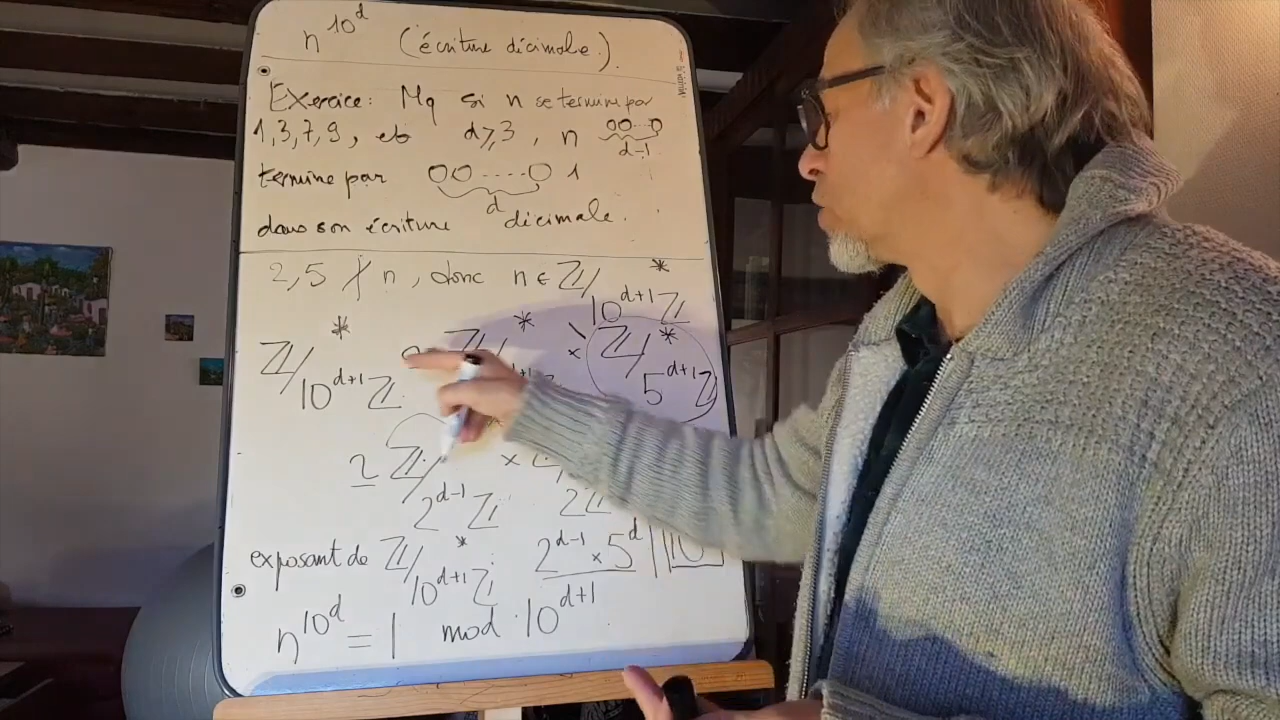 n^10^d (écriture décimale).
Exercice : Mq si n se termine par
1,3,7,9, et d⩾3, n 00...0
d-1
termine par 00....0 1
d
dans son écriture décimale.
2,5 ∤ n, donc n ∈ ℤ/10^{d+1}ℤ *
ℤ/10^{d+1}ℤ * ℤ/ * × ℤ/5^{d+1}ℤ *
≃ ℤ/2^{d-1}ℤ × 2ℤ
exposant de ℤ/10^{d+1}ℤ * 2^{d-1} × 5^d | 10
n^10^d = 1 mod 10^{d+1}